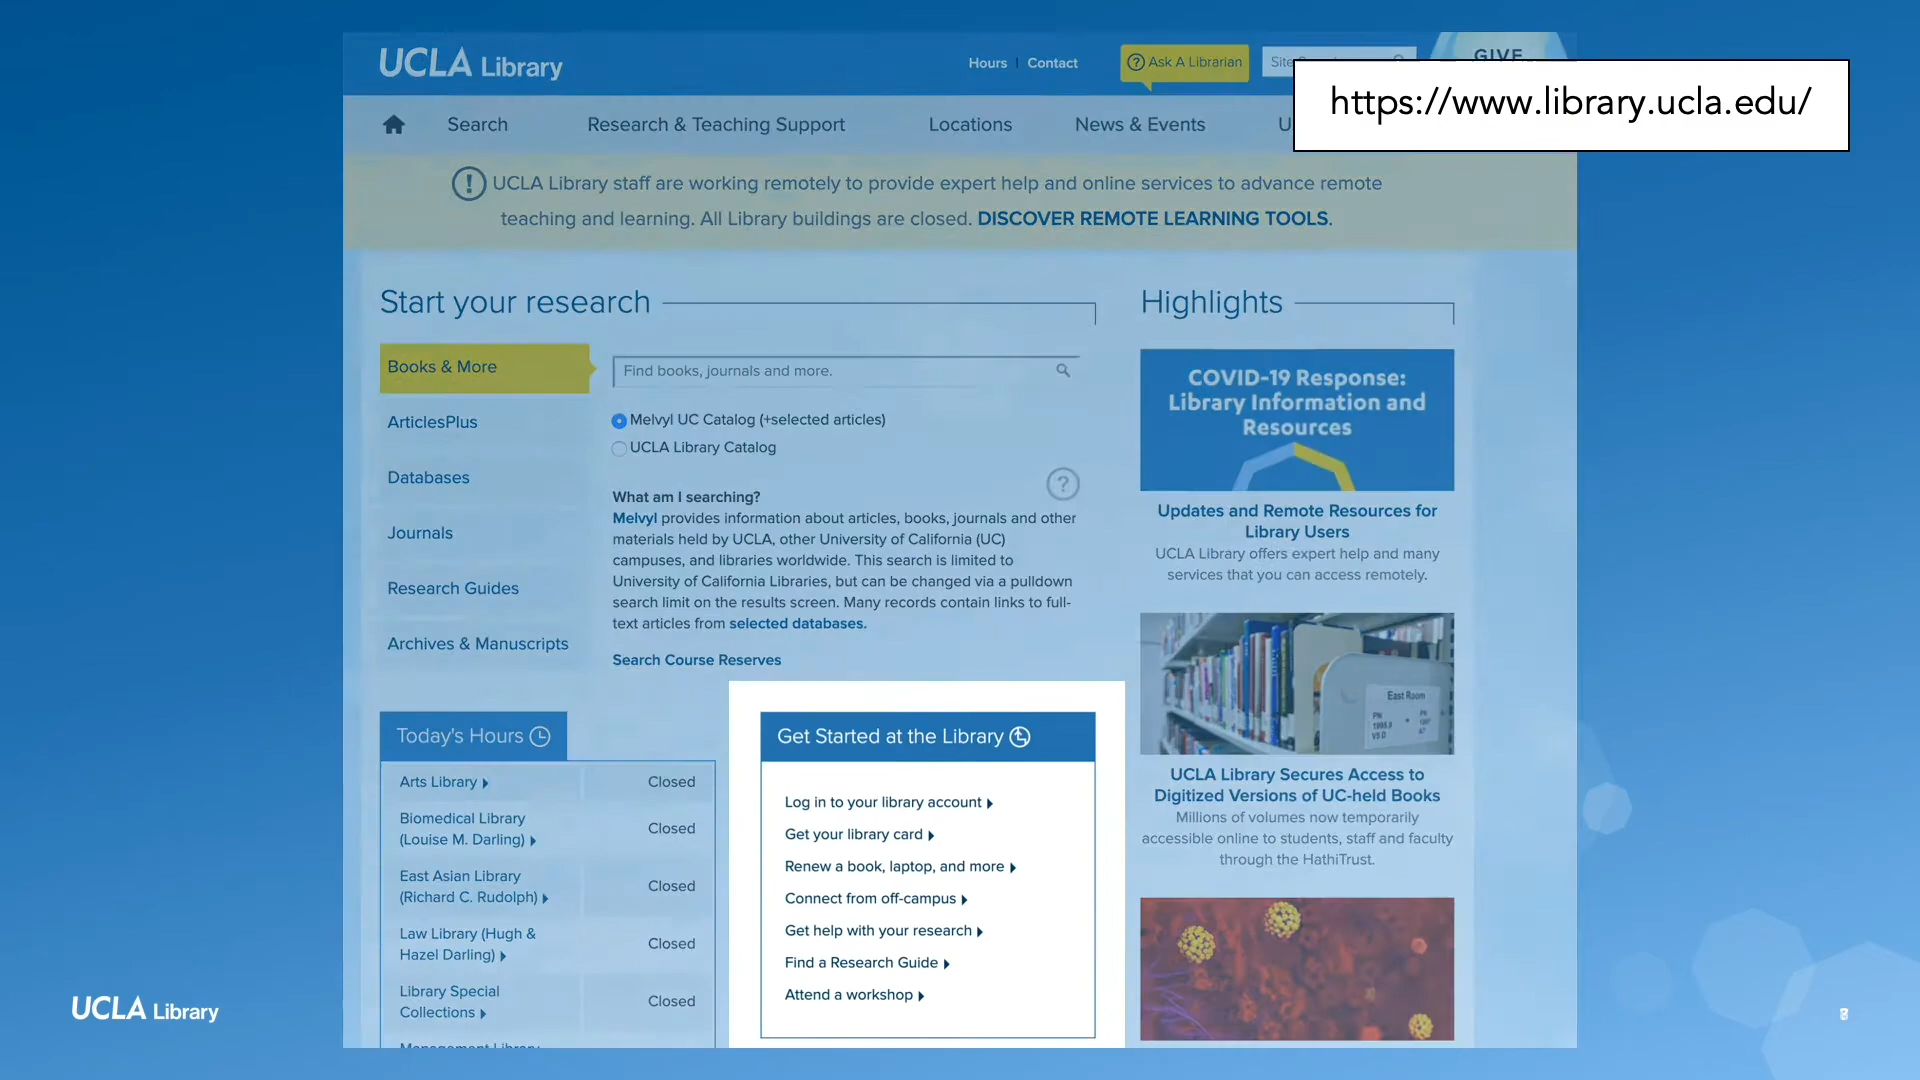 UCLA Library
Hours
Contact
Ask A Librarian
GIVE
https://www.library.ucla.edu/
Search
Research & Teaching Support
Locations
News & Events
UCLA Library staff are working remotely to provide expert help and online services to advance remote
teaching and learning. All Library buildings are closed. DISCOVER REMOTE LEARNING TOOLS.
Start your research
Books & More
ArticlesPlus
Databases
Journals
Research Guides
Archives & Manuscripts
Find books, journals and more.
Melvyl UC Catalog (+selected articles)
UCLA Library Catalog
What am I searching?
Melvyl provides information about articles, books, journals and other
materials held by UCLA, other University of California (UC)
campuses, and libraries worldwide. This search is limited to
University of California Libraries, but can be changed via a pulldown
search limit on the results screen. Many records contain links to full-
text articles from selected databases.
Search Course Reserves
Highlights
COVID-19 Response:
Library Information and
Resources
Updates and Remote Resources for
Library Users
UCLA Library offers expert help and many
services that you can access remotely.
East Room
UCLA Library Secures Access to
Digitized Versions of UC-held Books
Millions of volumes now temporarily
accessible online to students, staff and faculty
through the HathiTrust.
Today's Hours
Arts Library Closed
Biomedical Library
(Louise M. Darling) Closed
East Asian Library
(Richard C. Rudolph) Closed
Law Library (Hugh &
Hazel Darling) Closed
Library Special
Collections Closed
Management Library
Get Started at the Library
Log in to your library account
Get your library card
Renew a book, laptop, and more
Connect from off-campus
Get help with your research
Find a Research Guide
Attend a workshop
UCLA Library